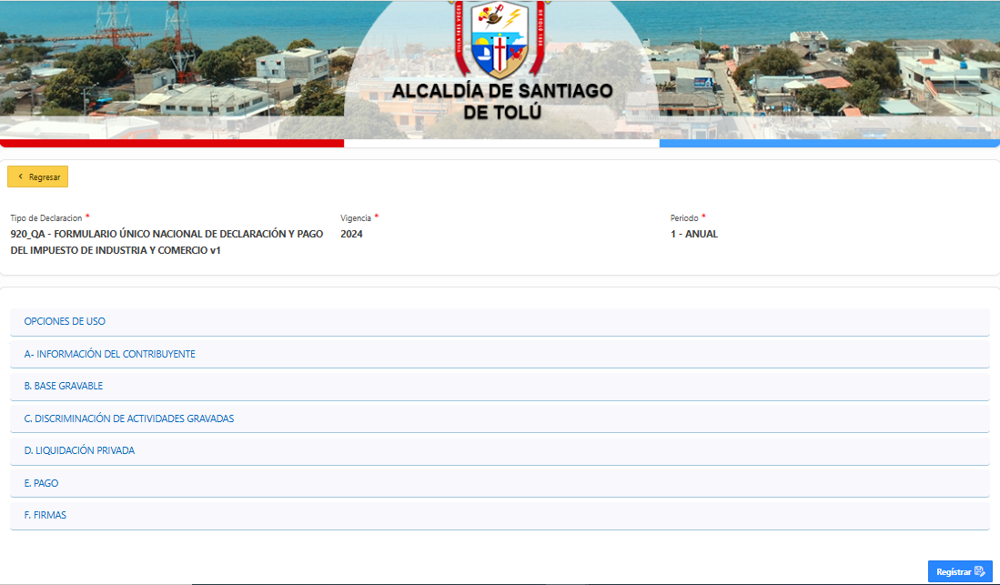 ALCALDÍA DE SANTIAGO
DE TOLÚ
Regresar
Tipo de Declaracion *
920_QA - FORMULARIO ÚNICO NACIONAL DE DECLARACIÓN Y PAGO
DEL IMPUESTO DE INDUSTRIA Y COMERCIO v1
Vigencia *
2024
Periodo *
1 - ANUAL
OPCIONES DE USO
A- INFORMACIÓN DEL CONTRIBUYENTE
B. BASE GRAVABLE
C. DISCRIMINACIÓN DE ACTIVIDADES GRAVADAS
D. LIQUIDACIÓN PRIVADA
E. PAGO
F. FIRMAS
Registrar